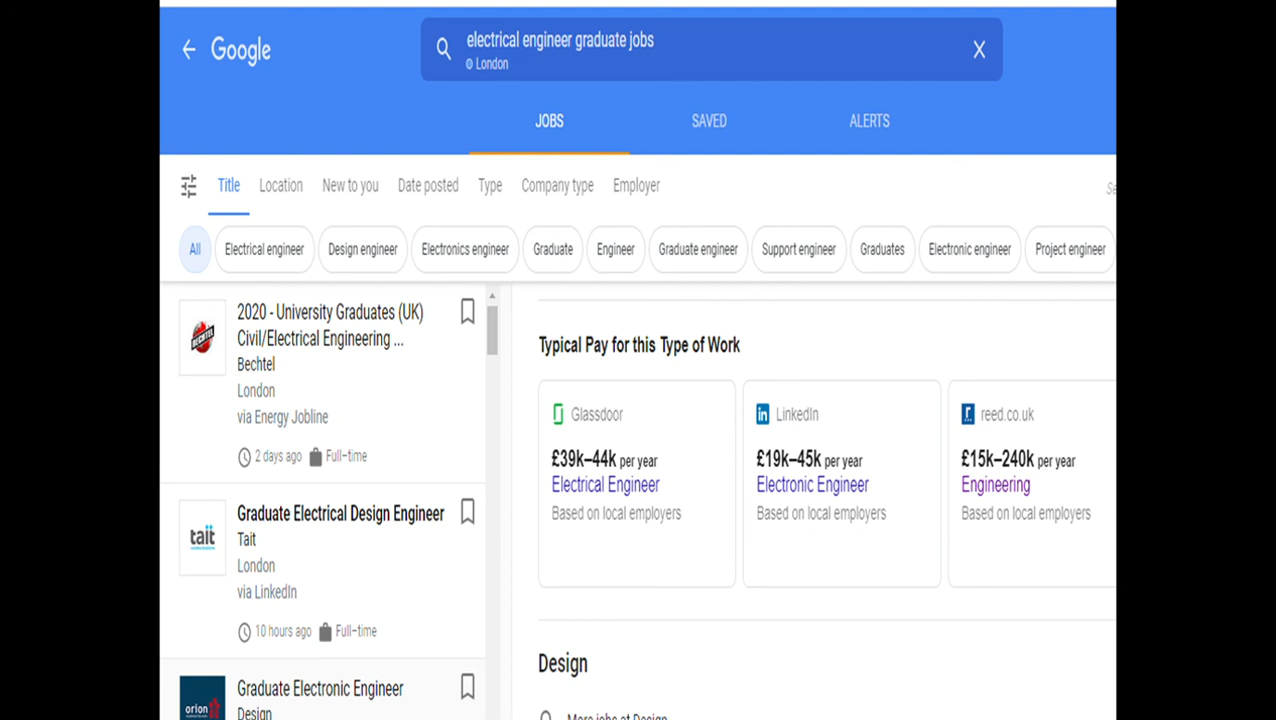 Google
electrical engineer graduate jobs
London
JOBS
SAVED
ALERTS
Title
Location
New to you
Date posted
Type
Company type
Employer
All
Electrical engineer
Design engineer
Electronics engineer
Graduate
Engineer
Graduate engineer
Support engineer
Graduates
Electronic engineer
Project engineer
BECHTEL
2020 - University Graduates (UK)
Civil/Electrical Engineering ...
Bechtel
London
via Energy Jobline
2 days ago
Full–time
tait
Graduate Electrical Design Engineer
Tait
London
via LinkedIn
10 hours ago
Full–time
orion
Graduate Electronic Engineer
Design
Typical Pay for this Type of Work
Glassdoor
£39k–44k per year
Electrical Engineer
Based on local employers
in LinkedIn
£19k–45k per year
Electronic Engineer
Based on local employers
r. reed.co.uk
£15k–240k per year
Engineering
Based on local employers
Design
More jobs at Design